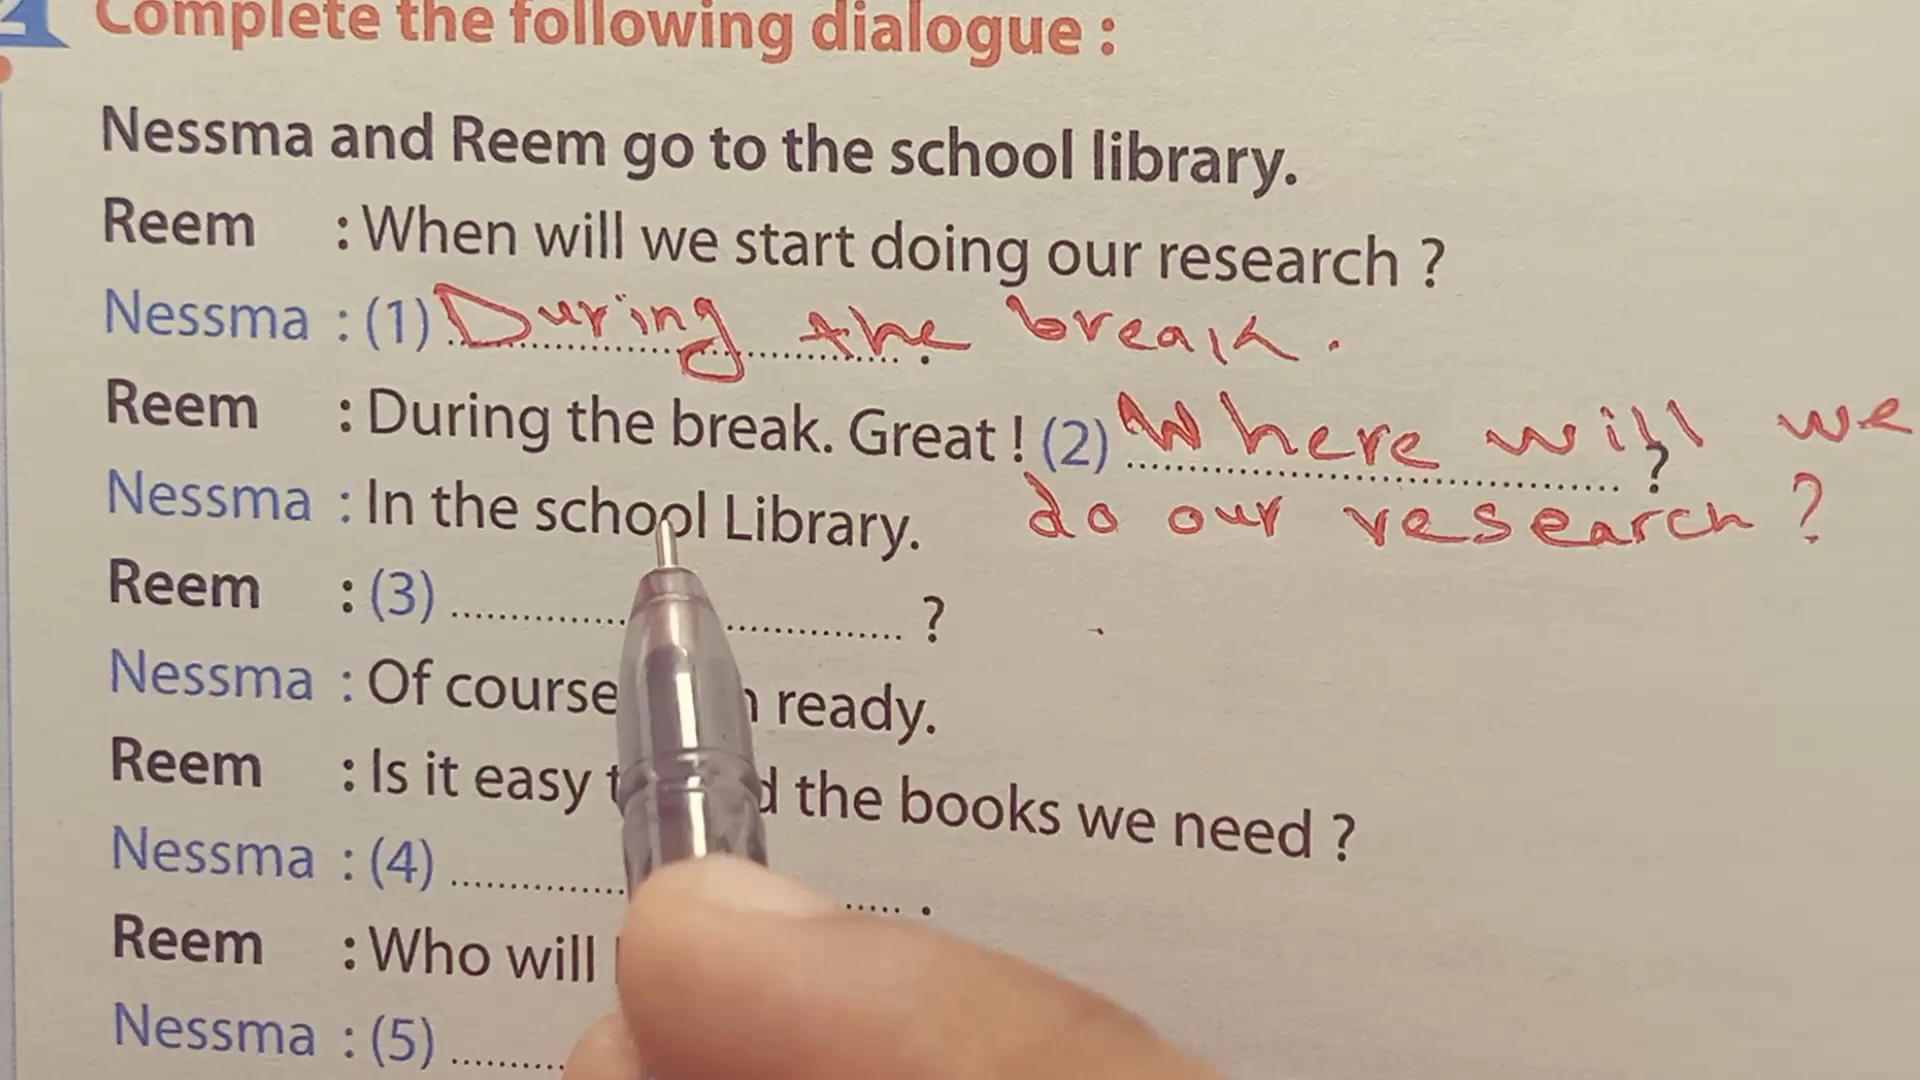 2 Complete the following dialogue :
Nessma and Reem go to the school library.
Reem : When will we start doing our research ?
Nessma : (1) During the break.
Reem : During the break. Great ! (2) Where will we
do our research ?
Nessma : In the school Library.
Reem : (3) ........................................ ?
Nessma : Of course ready.
Reem : Is it easy the books we need ?
Nessma : (4) ........................................ .
Reem : Who will
Nessma : (5) ..........